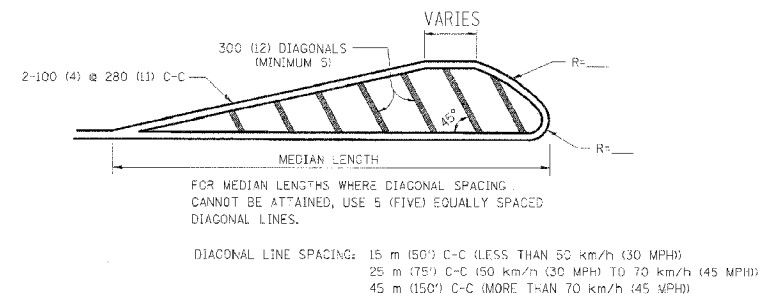 VARIES
300 (12) DIAGONALS
(MINIMUM 5)
2-100 (4) @ 280 (11) C-C
R=___
45°
R=___
MEDIAN LENGTH
FOR MEDIAN LENGTHS WHERE DIAGONAL SPACING
CANNOT BE ATTAINED, USE 5 (FIVE) EQUALLY SPACED
DIAGONAL LINES.
DIAGONAL LINE SPACING: 15 m (50') C-C (LESS THAN 50 km/h (30 MPH))
25 m (75') C-C (50 km/h (30 MPH) TO 70 km/h (45 MPH))
45 m (150') C-C (MORE THAN 70 km/h (45 MPH))